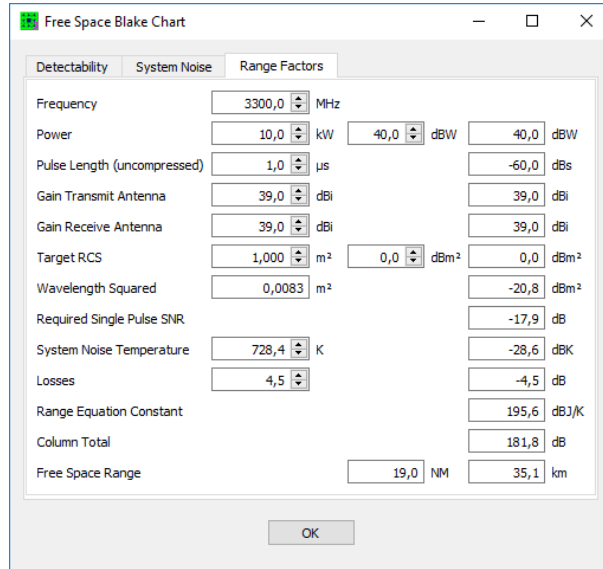 Free Space Blake Chart
Detectability System Noise Range Factors
Frequency 3300,0 MHz
Power 10,0 kW 40,0 dBW 40,0 dBW
Pulse Length (uncompressed) 1,0 µs -60,0 dBs
Gain Transmit Antenna 39,0 dBi 39,0 dBi
Gain Receive Antenna 39,0 dBi 39,0 dBi
Target RCS 1,000 m² 0,0 dBm² 0,0 dBm²
Wavelength Squared 0,0083 m² -20,8 dBm²
Required Single Pulse SNR -17,9 dB
System Noise Temperature 728,4 K -28,6 dBK
Losses 4,5 -4,5 dB
Range Equation Constant 195,6 dBJ/K
Column Total 181,8 dB
Free Space Range 19,0 NM 35,1 km
OK